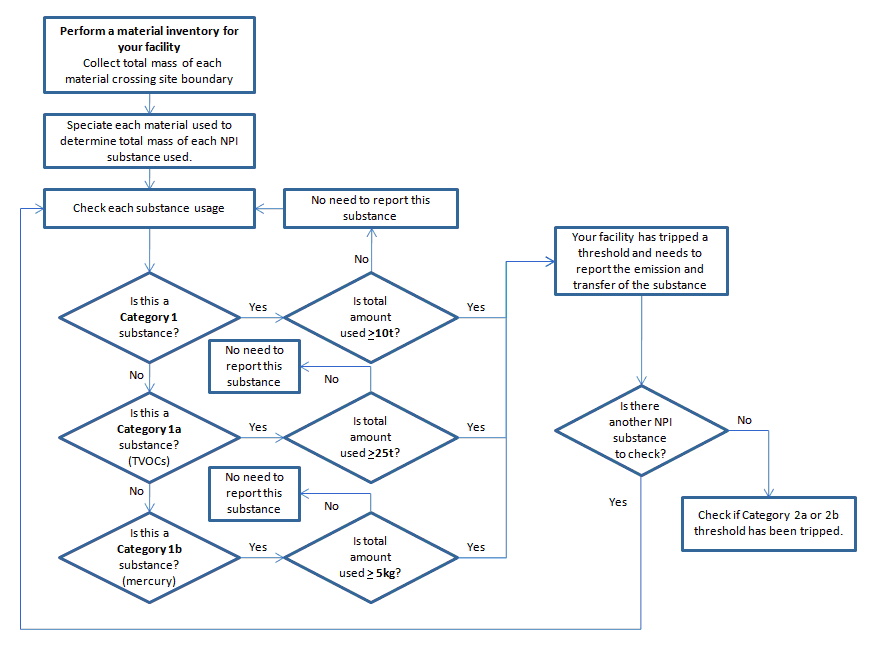 Perform a material inventory for
your facility
Collect total mass of each
material crossing site boundary
Speciate each material used to
determine total mass of each NPI
substance used.
Check each substance usage
No need to report this
substance
Your facility has tripped a
threshold and needs to
report the emission and
transfer of the substance
No
Is this a
Category 1
substance?
Yes
Is total
amount
used >10t?
Yes
No need to
report this
substance
No
No
Is this a
Category 1a
substance?
(TVOCs)
Yes
Is total
amount
used >25t?
Yes
Is there
another NPI
substance
to check?
No
Yes
Check if Category 2a or 2b
threshold has been tripped.
No need to
report this
substance
No
No
Is this a
Category 1b
substance?
(mercury)
Yes
Is total
amount
used > 5kg?
Yes